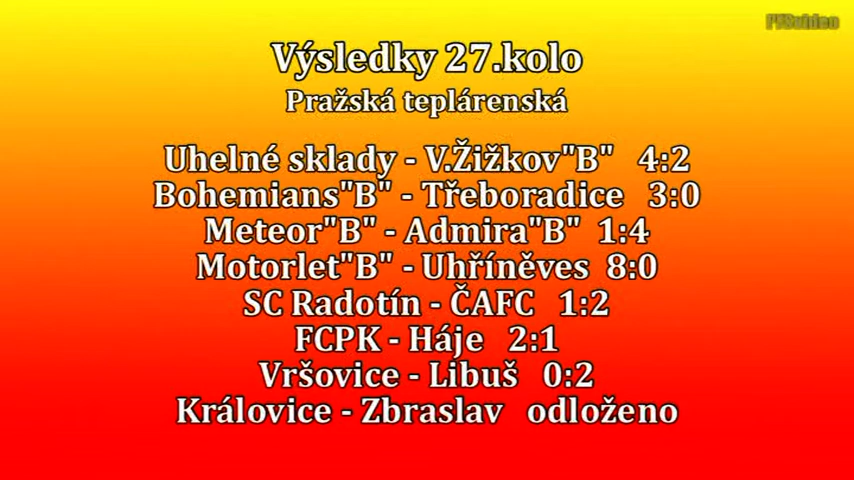 PFSvideo
Výsledky 27.kolo
Pražská teplárenská
Uhelné sklady - V.Žižkov"B" 4:2
Bohemians"B" - Třeboradice 3:0
Meteor"B" - Admira"B" 1:4
Motorlet"B" - Uhříněves 8:0
SC Radotín - ČAFC 1:2
FCPK - Háje 2:1
Vršovice - Libuš 0:2
Královice - Zbraslav odloženo